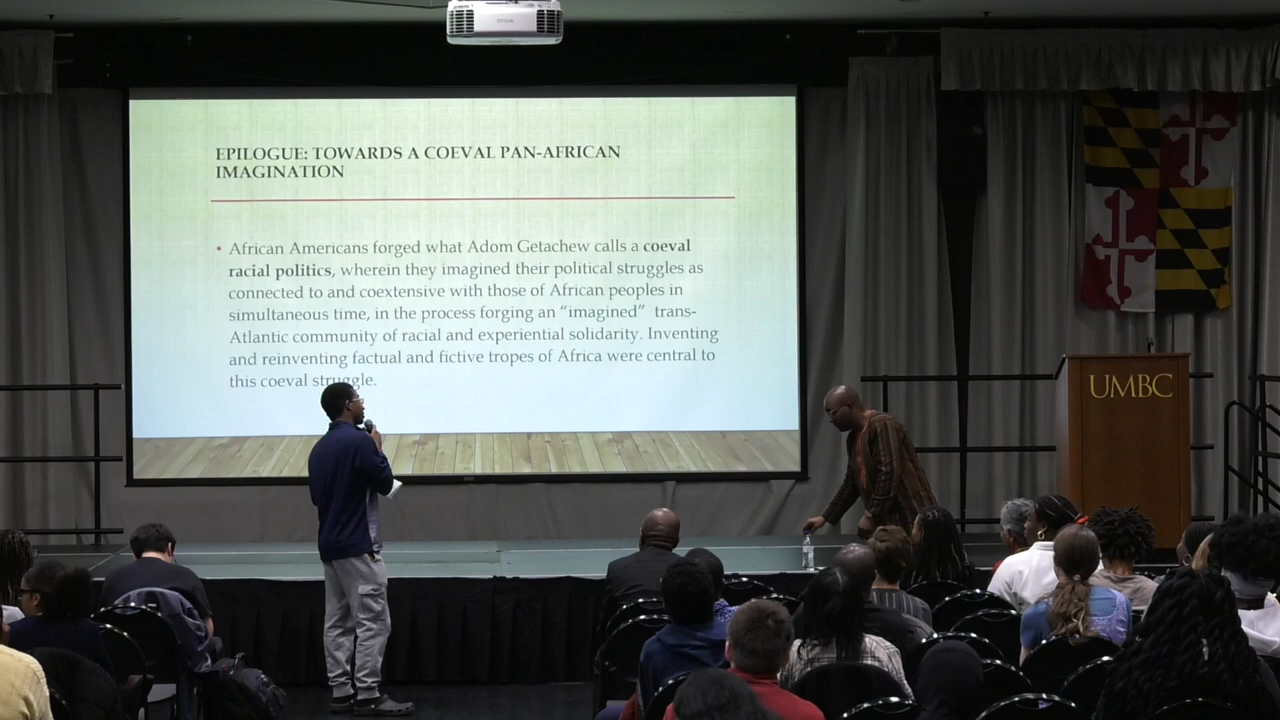 EPSON
EPILOGUE: TOWARDS A COEVAL PAN-AFRICAN
IMAGINATION
• African Americans forged what Adom Getachew calls a coeval
racial politics, wherein they imagined their political struggles as
connected to and coextensive with those of African peoples in
simultaneous time, in the process forging an “imagined” trans-
Atlantic community of racial and experiential solidarity. Inventing
and reinventing factual and fictive tropes of Africa were central to
this coeval struggle.
UMBC